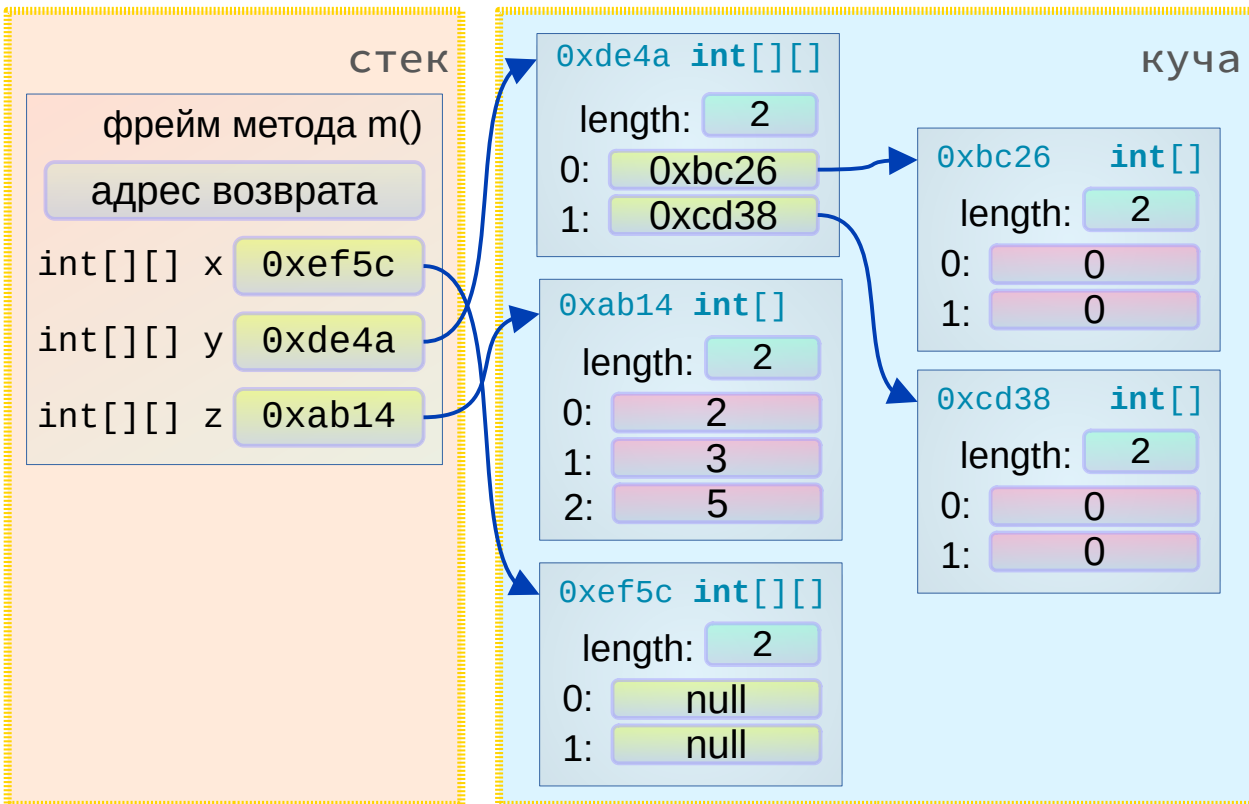 стек
фрейм метода m()
адрес возврата
int[][] x 0xef5c
int[][] y 0xde4a
int[][] z 0xab14
куча
0xde4a int[][]
length: 2
0: 0xbc26
1: 0xcd38
0xab14 int[]
length: 2
0: 2
1: 3
2: 5
0xef5c int[][]
length: 2
0: null
1: null
0xbc26 int[]
length: 2
0: 0
1: 0
0xcd38 int[]
length: 2
0: 0
1: 0